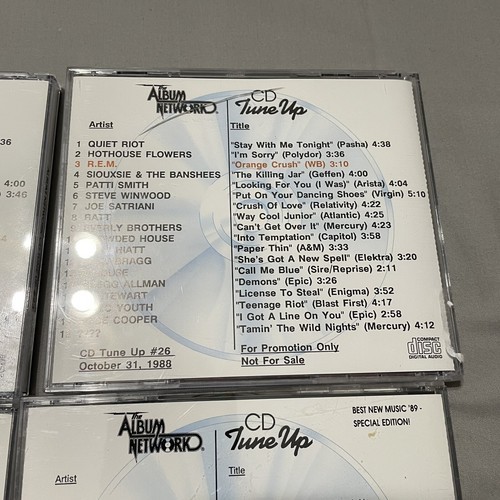 the
ALBUM
NETWORK
CD
Tune Up
Artist
Title
1 QUIET RIOT "Stay With Me Tonight" (Pasha) 4:38
2 HOTHOUSE FLOWERS "I'm Sorry" (Polydor) 3:36
3 R.E.M. "Orange Crush" (WB) 3:10
4 SIOUXSIE & THE BANSHEES "The Killing Jar" (Geffen) 4:00
5 PATTI SMITH "Looking For You (I Was)" (Arista) 4:04
6 STEVE WINWOOD "Put On Your Dancing Shoes" (Virgin) 5:10
7 JOE SATRIANI "Crush Of Love" (Relativity) 4:22
8 RATT "Way Cool Junior" (Atlantic) 4:25
EVERLY BROTHERS "Can't Get Over It" (Mercury) 4:23
WDED HOUSE "Into Temptation" (Capitol) 3:58
HIATT "Paper Thin" (A&M) 3:33
BRAGG "She's Got A New Spell" (Elektra) 3:20
"Call Me Blue" (Sire/Reprise) 2:11
ALLMAN "Demons" (Epic) 3:26
"License To Steal" (Enigma) 3:52
YOUTH "Teenage Riot" (Blast First) 4:17
COOPER "I Got A Line On You" (Epic) 2:58
"Tamin' The Wild Nights" (Mercury) 4:12
CD Tune Up #26
October 31, 1988
For Promotion Only
Not For Sale
COMPACT
disc
DIGITAL AUDIO
:36
4:00
3:46
the
ALBUM
NETWORK
CD
Tune Up
BEST NEW MUSIC '89 -
SPECIAL EDITION!
Artist
Title